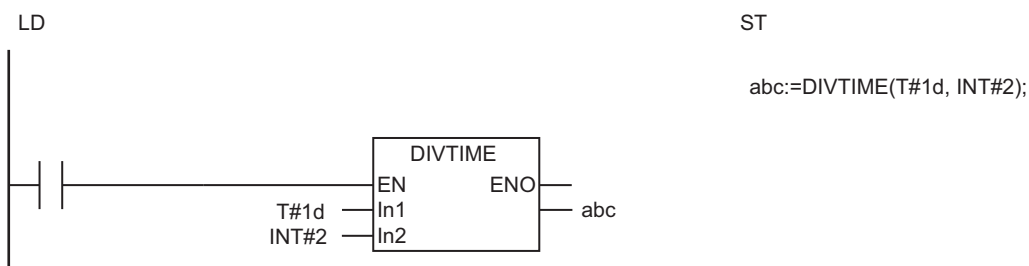 LD
ST
abc:=DIVTIME(T#1d, INT#2);
DIVTIME
EN ENO
T#1d In1 abc
INT#2 In2